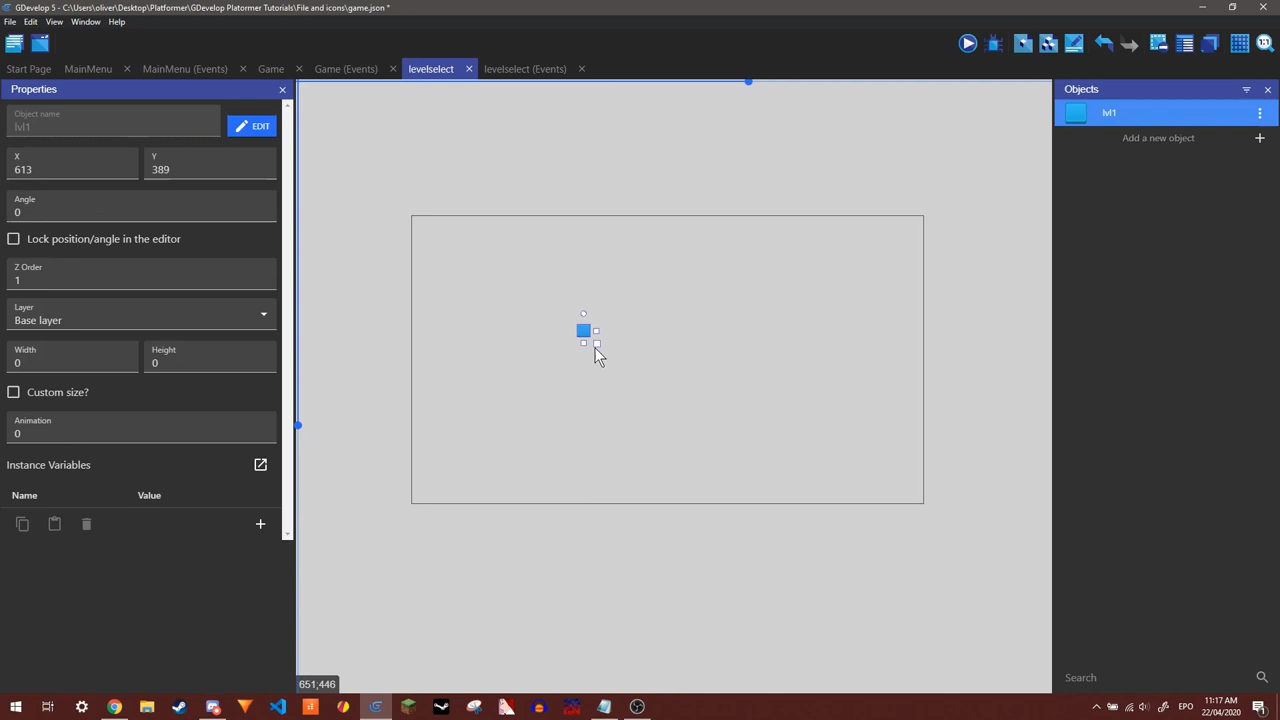 GDevelop 5 - C:\Users\oliver\Desktop\Platformer\GDevelop Platormer Tutorials\File and icons\game.json *
File Edit View Window Help
Start Page MainMenu MainMenu (Events) Game Game (Events) levelselect levelselect (Events)
Properties
Object name
lvl1
EDIT
X
613
Y
389
Angle
0
Lock position/angle in the editor
Z Order
1
Layer
Base layer
Width
0
Height
0
Custom size?
Animation
0
Instance Variables
Name Value
651;446
Objects
lvl1
Add a new object
Search
1:1
EPO
11:17 AM
22/04/2020